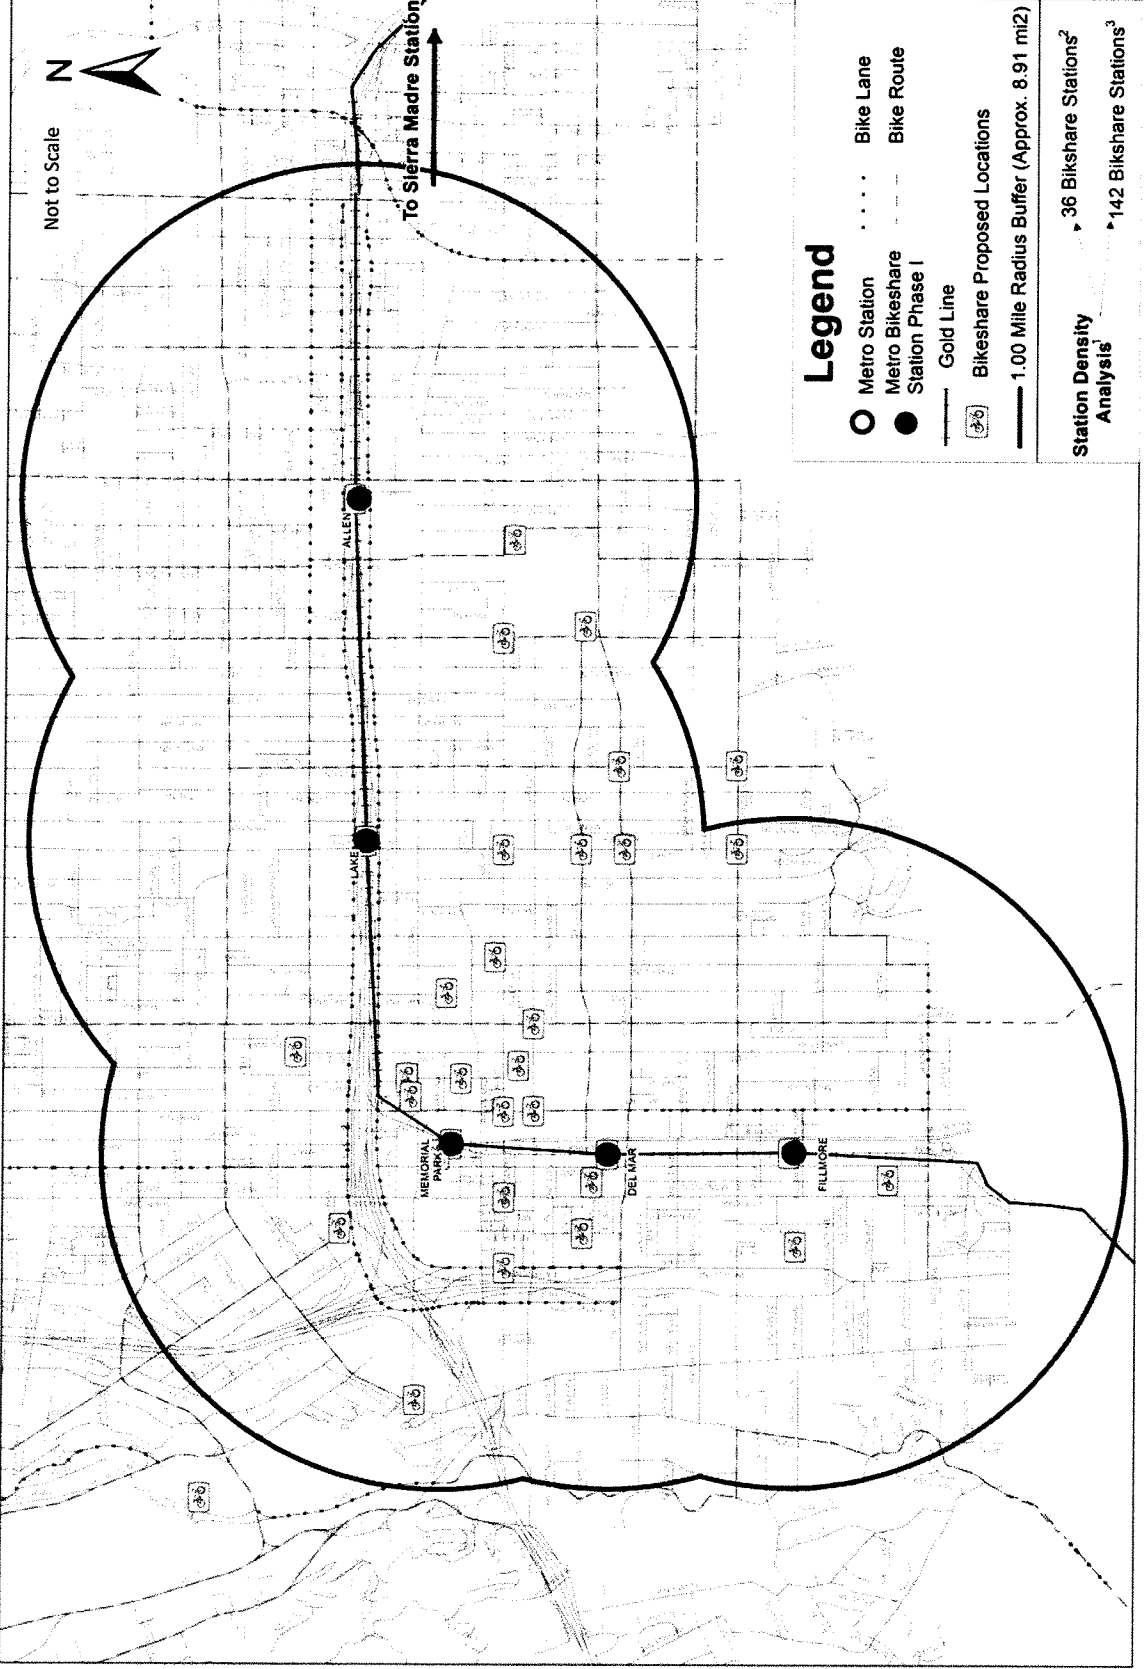 N
Not to Scale
To Sierra Madre Station
ALLEN
LAKE
MEMORIAL
PARK
DEL MAR
FILLMORE
Legend
Metro Station
Metro Bikeshare
Station Phase I
Gold Line
Bikeshare Proposed Locations
1.00 Mile Radius Buffer (Approx. 8.91 mi2)
Bike Lane
Bike Route
Station Density
Analysis¹
36 Bikshare Stations²
142 Bikshare Stations³